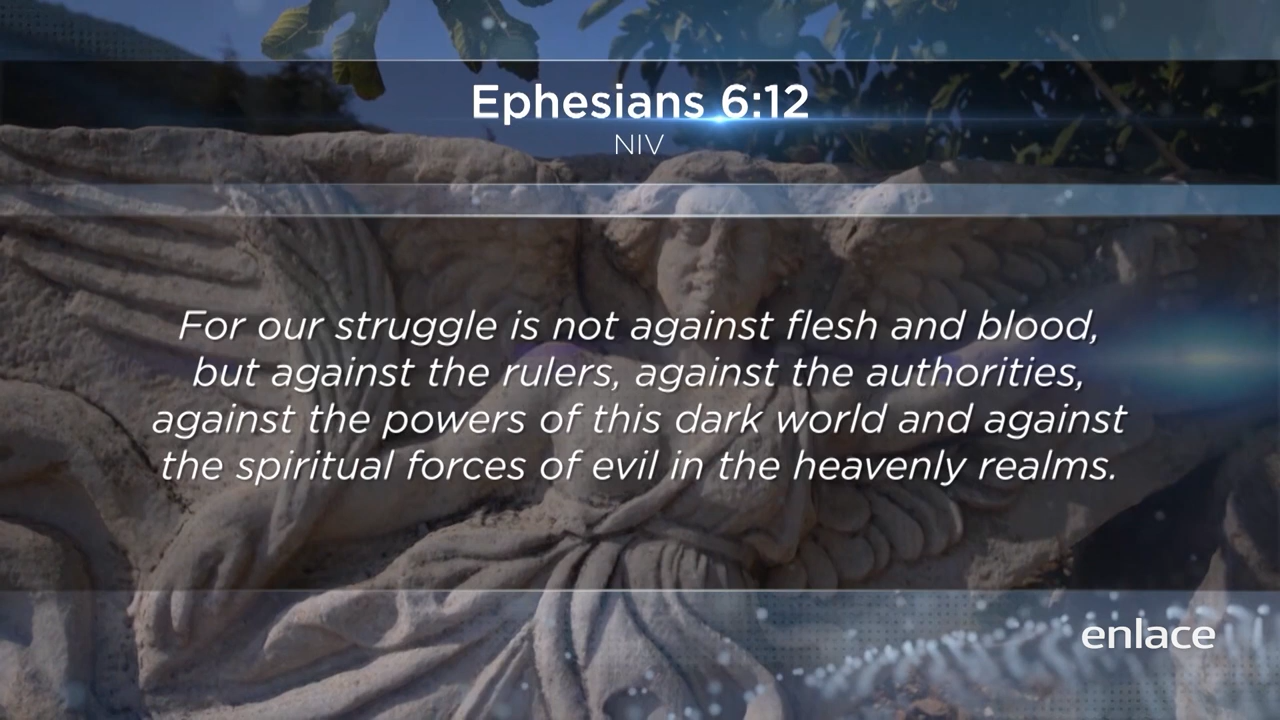 Ephesians 6:12
NIV
For our struggle is not against flesh and blood,
but against the rulers, against the authorities,
against the powers of this dark world and against
the spiritual forces of evil in the heavenly realms.
enlace